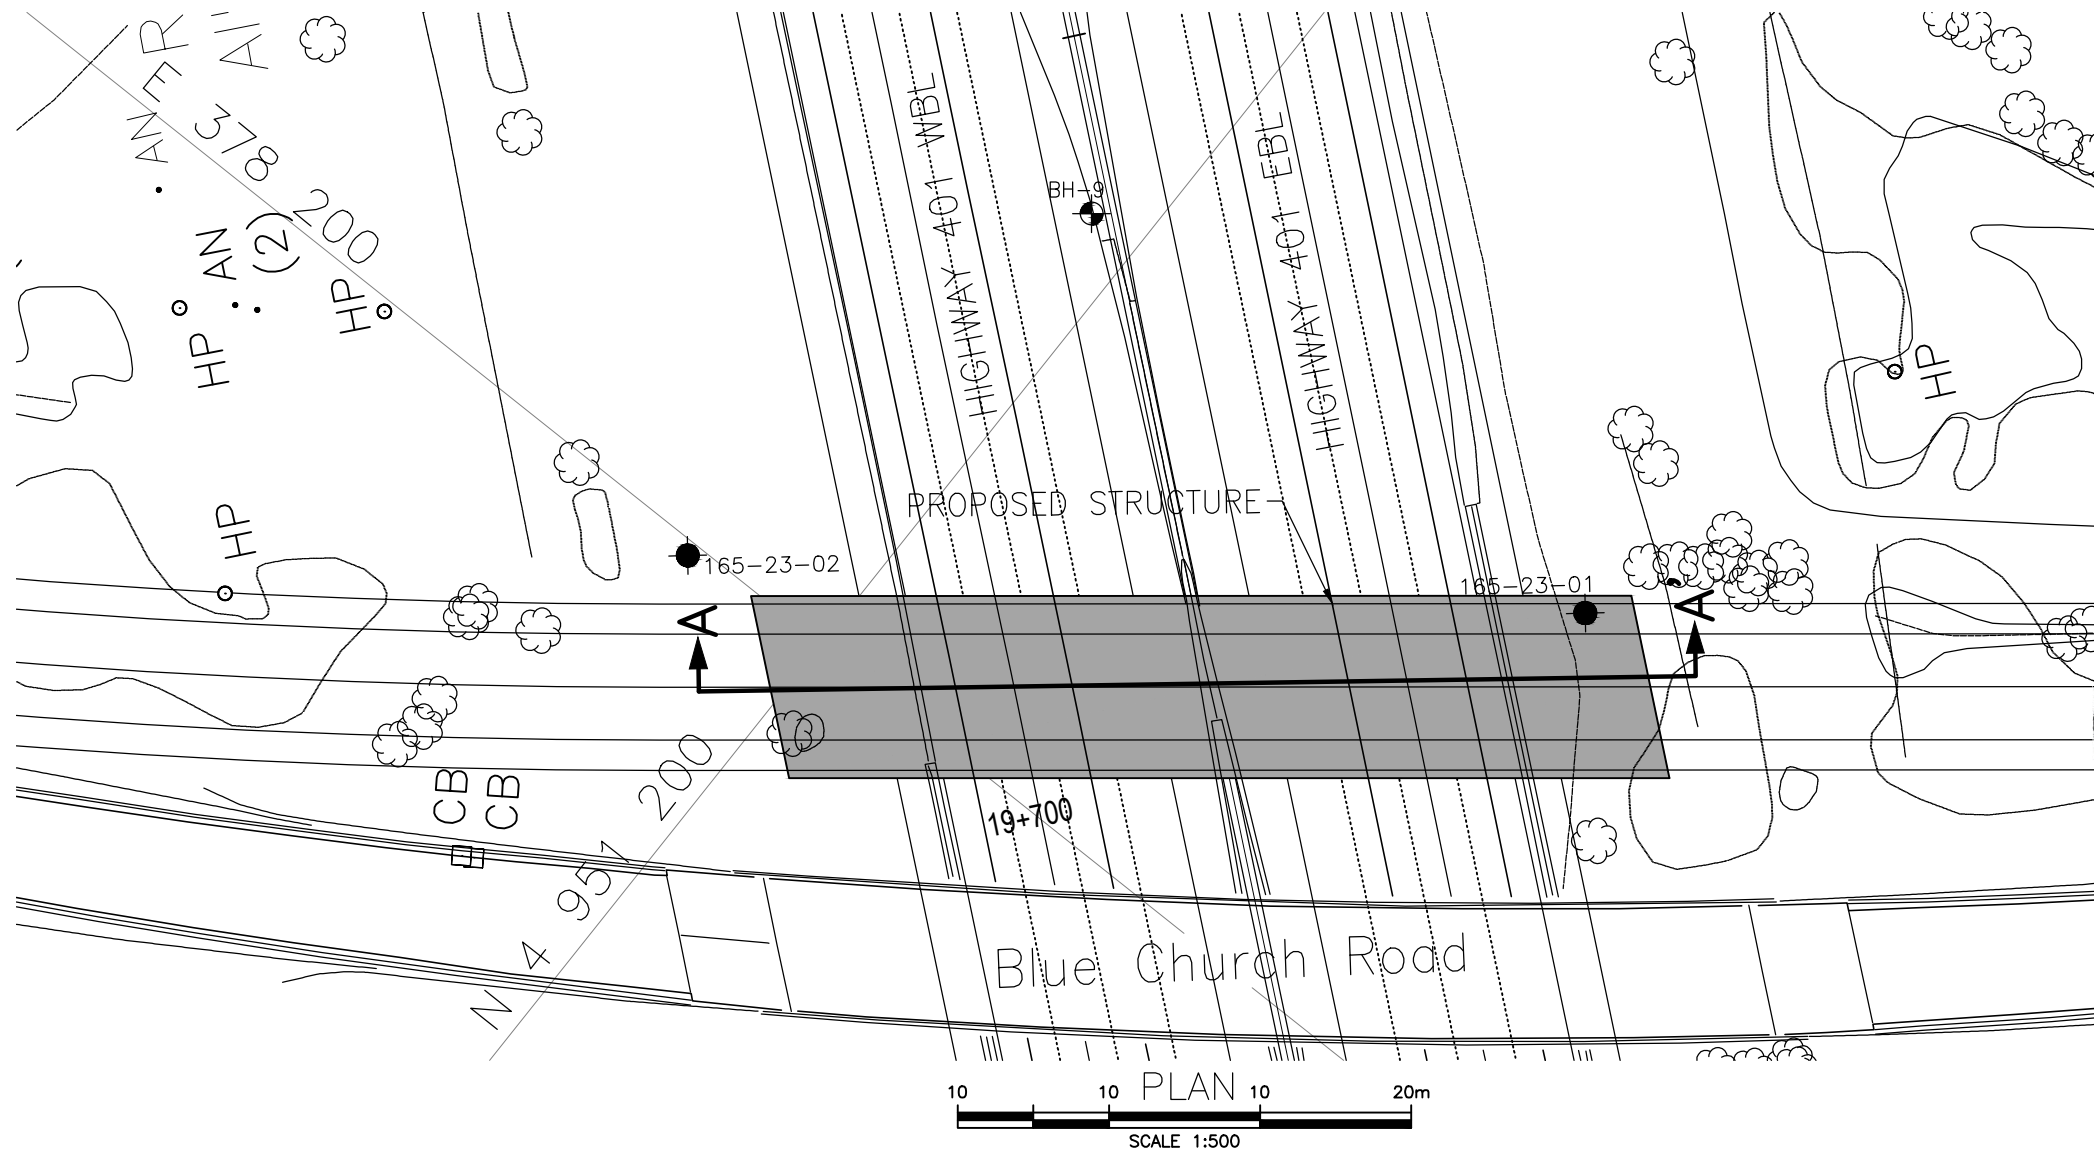 HIGHWAY 401 WBL
HIGHWAY 401 EBL
378 200
BH-9
AN
(2)
HP
HP
HP
HP
PROPOSED STRUCTURE
165-23-02
165-23-01
A
A
CB
CB
19+700
N 4 951 200
Blue Church Road
PLAN
10 10 10 20m
SCALE 1:500